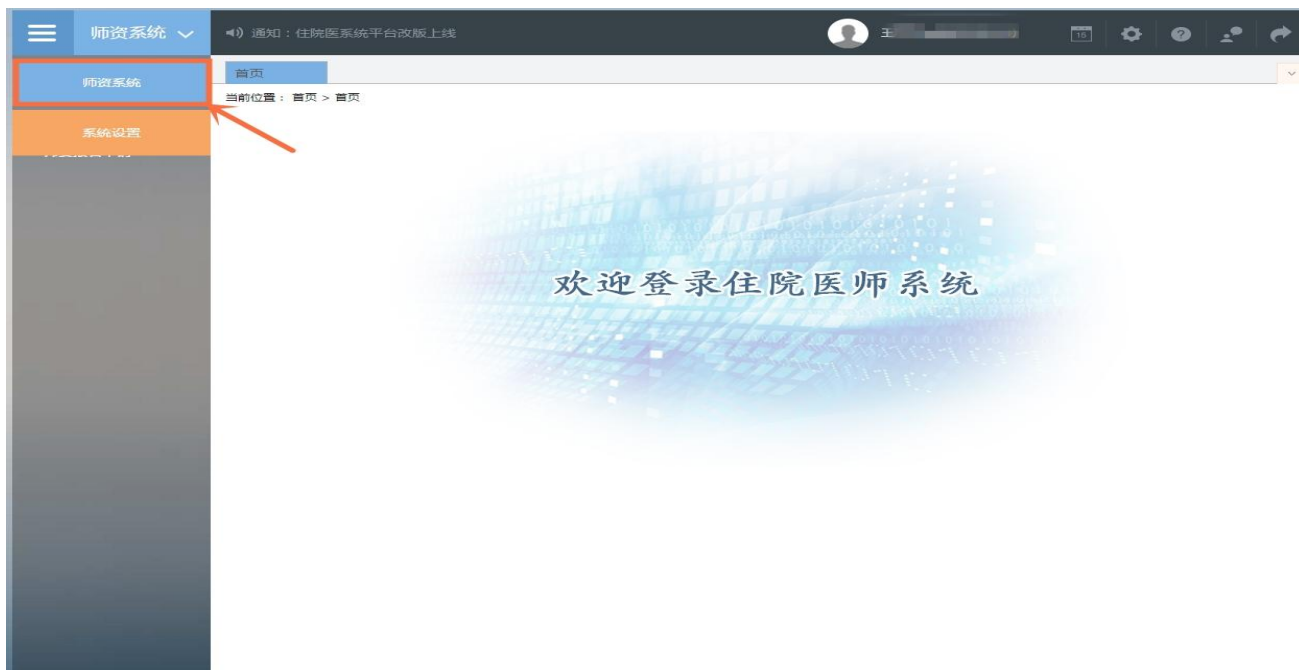 师资系统
通知：住院医系统平台改版上线
王
15
师资系统
首页
当前位置： 首页 > 首页
系统设置
欢迎登录住院医师系统